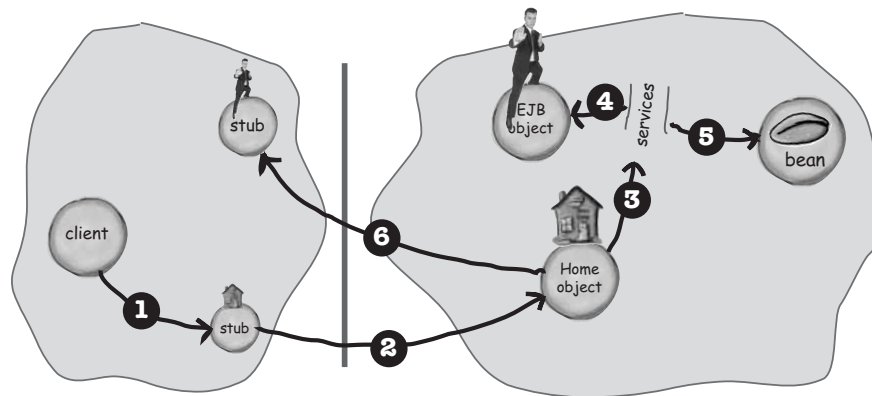 stub
EJB
object
4
services
5
bean
client
3
6
Home
object
1
stub
2